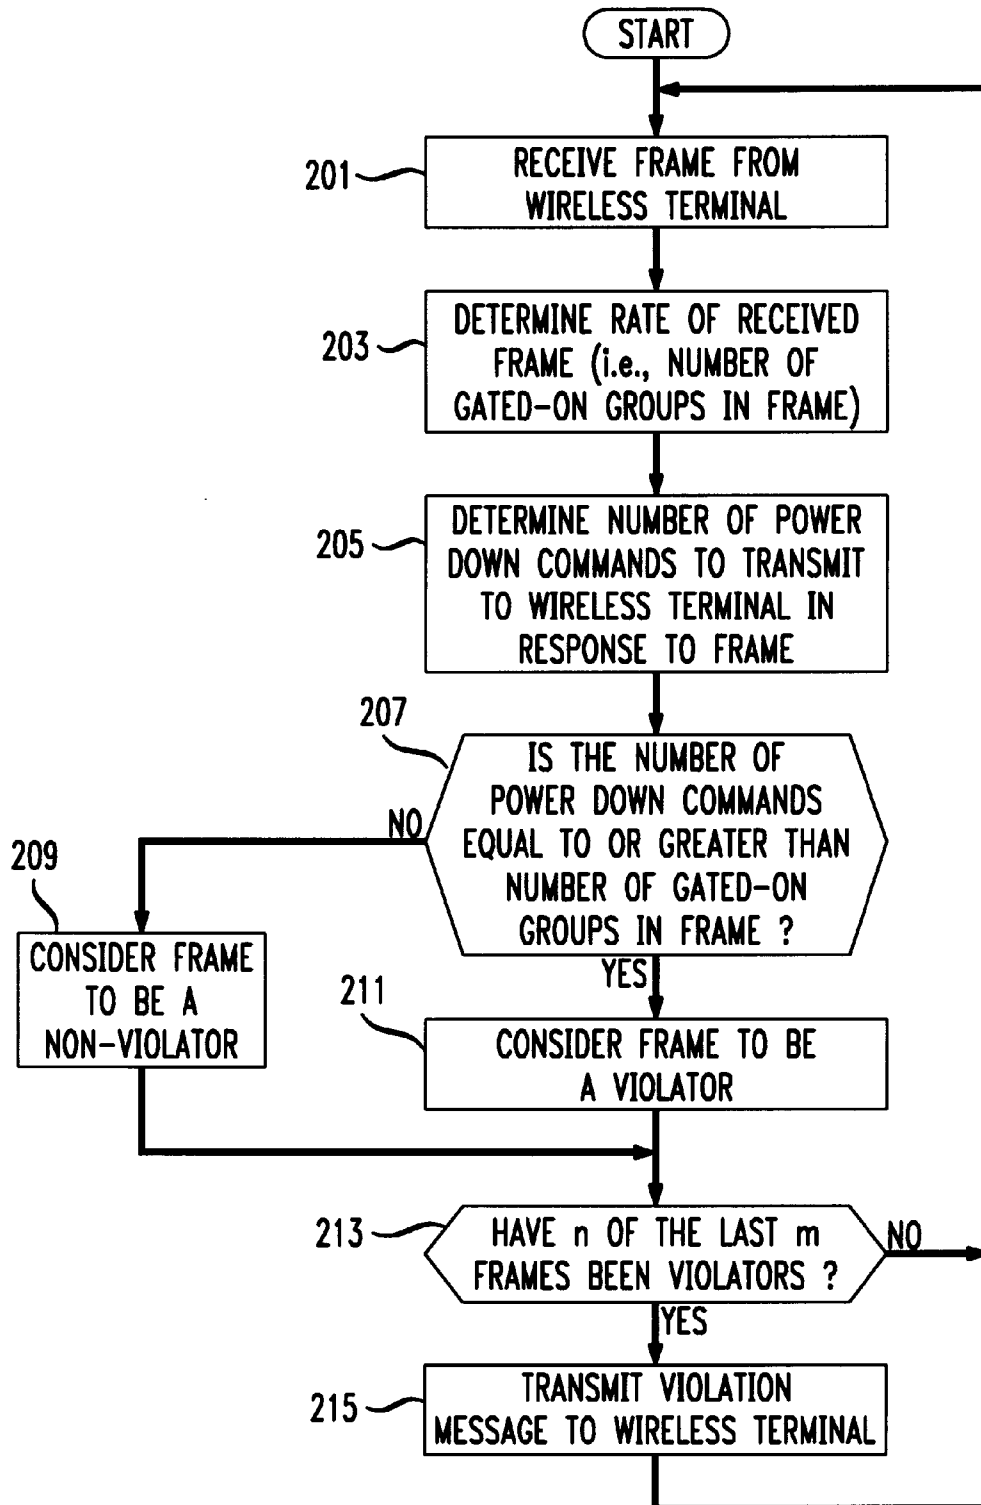 START
201
RECEIVE FRAME FROM
WIRELESS TERMINAL
203
DETERMINE RATE OF RECEIVED
FRAME (i.e., NUMBER OF
GATED-ON GROUPS IN FRAME)
205
DETERMINE NUMBER OF POWER
DOWN COMMANDS TO TRANSMIT
TO WIRELESS TERMINAL IN
RESPONSE TO FRAME
207
IS THE NUMBER OF
POWER DOWN COMMANDS
EQUAL TO OR GREATER THAN
NUMBER OF GATED-ON
GROUPS IN FRAME ?
NO
YES
209
CONSIDER FRAME
TO BE A
NON-VIOLATOR
211
CONSIDER FRAME TO BE
A VIOLATOR
213
HAVE n OF THE LAST m
FRAMES BEEN VIOLATORS ?
NO
YES
215
TRANSMIT VIOLATION
MESSAGE TO WIRELESS TERMINAL